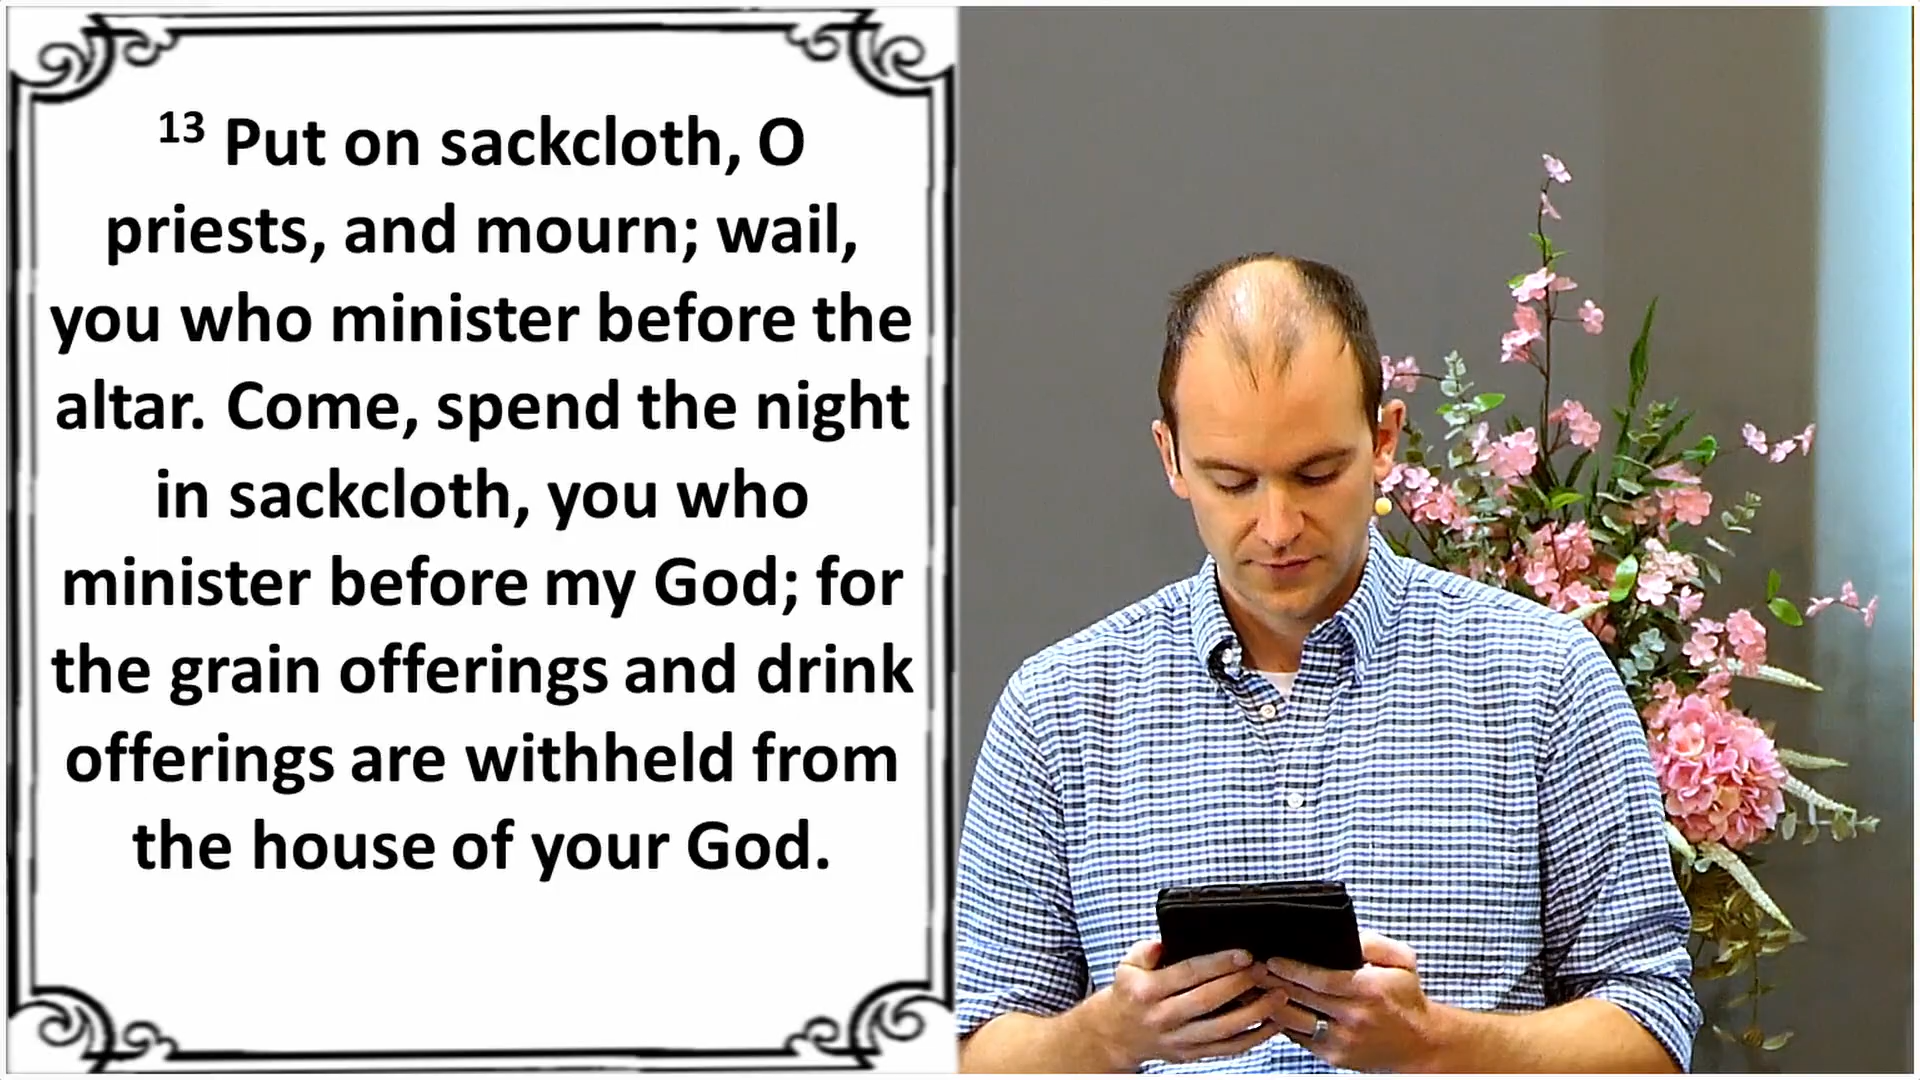 13 Put on sackcloth, O
priests, and mourn; wail,
you who minister before the
altar. Come, spend the night
in sackcloth, you who
minister before my God; for
the grain offerings and drink
offerings are withheld from
the house of your God.